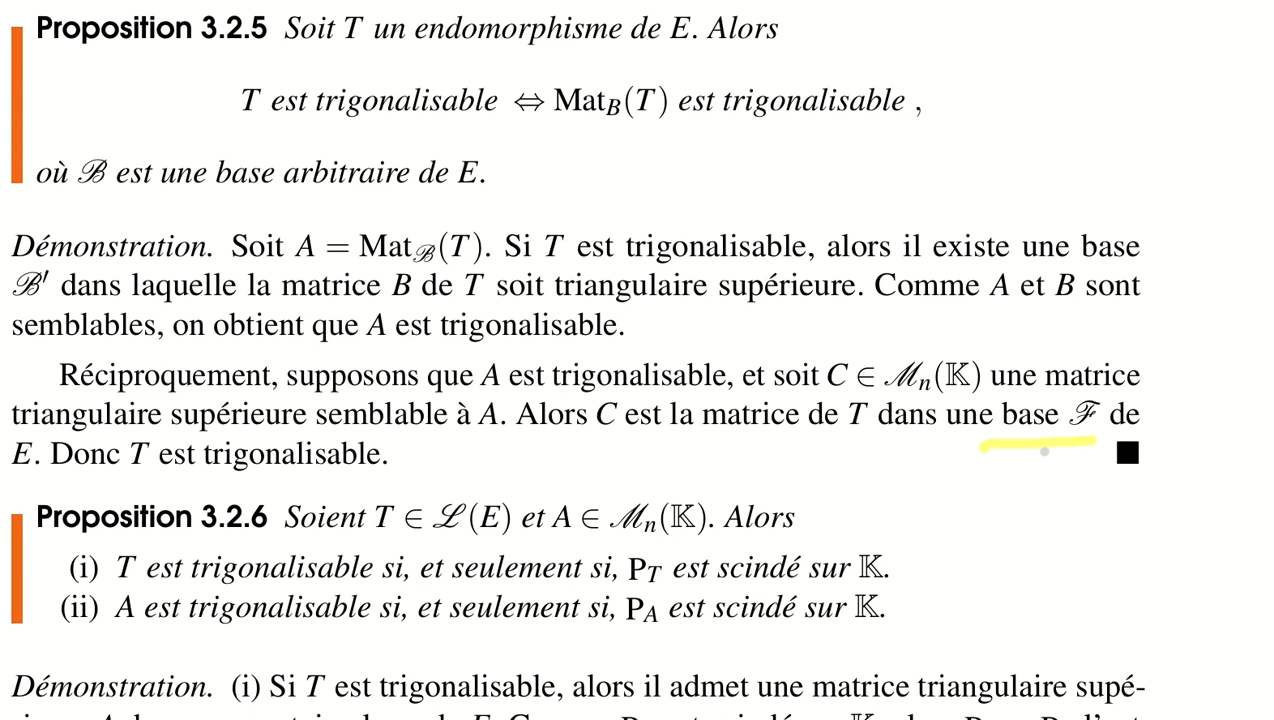 Proposition 3.2.5 Soit T un endomorphisme de E. Alors
T est trigonalisable ⇔ Mat_B(T) est trigonalisable ,
où ℬ est une base arbitraire de E.
Démonstration. Soit A = Mat_ℬ(T). Si T est trigonalisable, alors il existe une base
ℬ′ dans laquelle la matrice B de T soit triangulaire supérieure. Comme A et B sont
semblables, on obtient que A est trigonalisable.
Réciproquement, supposons que A est trigonalisable, et soit C ∈ ℳ_n(𝕂) une matrice
triangulaire supérieure semblable à A. Alors C est la matrice de T dans une base ℱ de
E. Donc T est trigonalisable. ■
Proposition 3.2.6 Soient T ∈ ℒ(E) et A ∈ ℳ_n(𝕂). Alors
(i) T est trigonalisable si, et seulement si, P_T est scindé sur 𝕂.
(ii) A est trigonalisable si, et seulement si, P_A est scindé sur 𝕂.
Démonstration. (i) Si T est trigonalisable, alors il admet une matrice triangulaire supé-